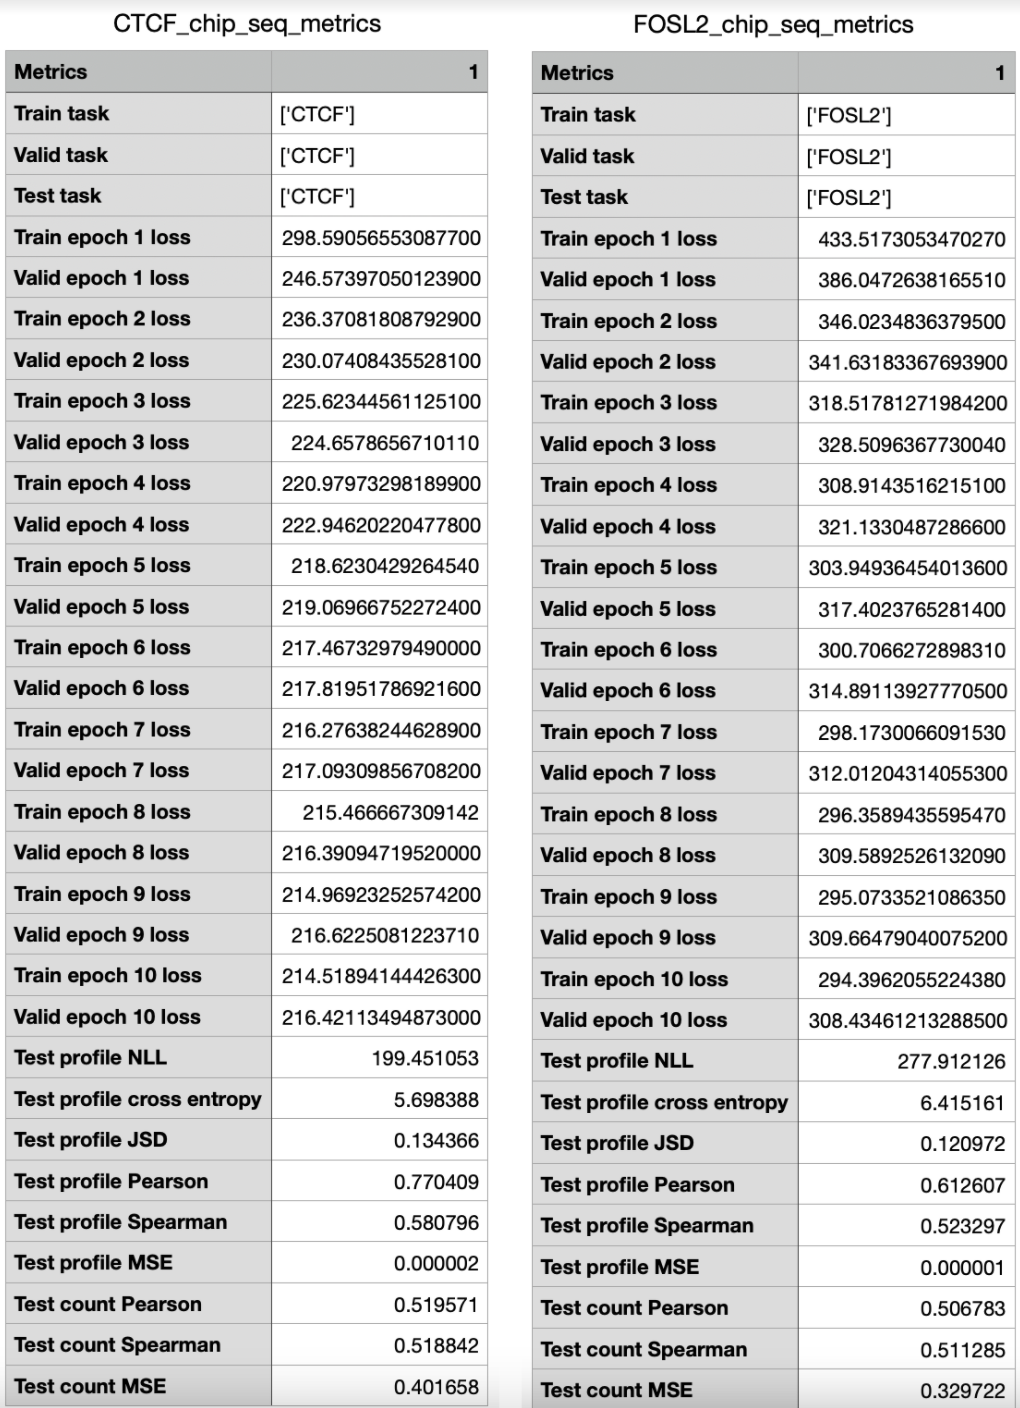 CTCF_chip_seq_metrics
Metrics 1
Train task ['CTCF']
Valid task ['CTCF']
Test task ['CTCF']
Train epoch 1 loss 298.59056553087700
Valid epoch 1 loss 246.57397050123900
Train epoch 2 loss 236.37081808792900
Valid epoch 2 loss 230.07408435528100
Train epoch 3 loss 225.62344561125100
Valid epoch 3 loss 224.6578656710110
Train epoch 4 loss 220.97973298189900
Valid epoch 4 loss 222.94620220477800
Train epoch 5 loss 218.6230429264540
Valid epoch 5 loss 219.06966752272400
Train epoch 6 loss 217.46732979490000
Valid epoch 6 loss 217.81951786921600
Train epoch 7 loss 216.27638244628900
Valid epoch 7 loss 217.09309856708200
Train epoch 8 loss 215.466667309142
Valid epoch 8 loss 216.39094719520000
Train epoch 9 loss 214.96923252574200
Valid epoch 9 loss 216.6225081223710
Train epoch 10 loss 214.51894144426300
Valid epoch 10 loss 216.42113494873000
Test profile NLL 199.451053
Test profile cross entropy 5.698388
Test profile JSD 0.134366
Test profile Pearson 0.770409
Test profile Spearman 0.580796
Test profile MSE 0.000002
Test count Pearson 0.519571
Test count Spearman 0.518842
Test count MSE 0.401658
FOSL2_chip_seq_metrics
Metrics 1
Train task ['FOSL2']
Valid task ['FOSL2']
Test task ['FOSL2']
Train epoch 1 loss 433.5173053470270
Valid epoch 1 loss 386.0472638165510
Train epoch 2 loss 346.0234836379500
Valid epoch 2 loss 341.63183367693900
Train epoch 3 loss 318.51781271984200
Valid epoch 3 loss 328.5096367730040
Train epoch 4 loss 308.9143516215100
Valid epoch 4 loss 321.1330487286600
Train epoch 5 loss 303.94936454013600
Valid epoch 5 loss 317.4023765281400
Train epoch 6 loss 300.7066272898310
Valid epoch 6 loss 314.89113927770500
Train epoch 7 loss 298.1730066091530
Valid epoch 7 loss 312.01204314055300
Train epoch 8 loss 296.3589435595470
Valid epoch 8 loss 309.5892526132090
Train epoch 9 loss 295.0733521086350
Valid epoch 9 loss 309.66479040075200
Train epoch 10 loss 294.3962055224380
Valid epoch 10 loss 308.43461213288500
Test profile NLL 277.912126
Test profile cross entropy 6.415161
Test profile JSD 0.120972
Test profile Pearson 0.612607
Test profile Spearman 0.523297
Test profile MSE 0.000001
Test count Pearson 0.506783
Test count Spearman 0.511285
Test count MSE 0.329722